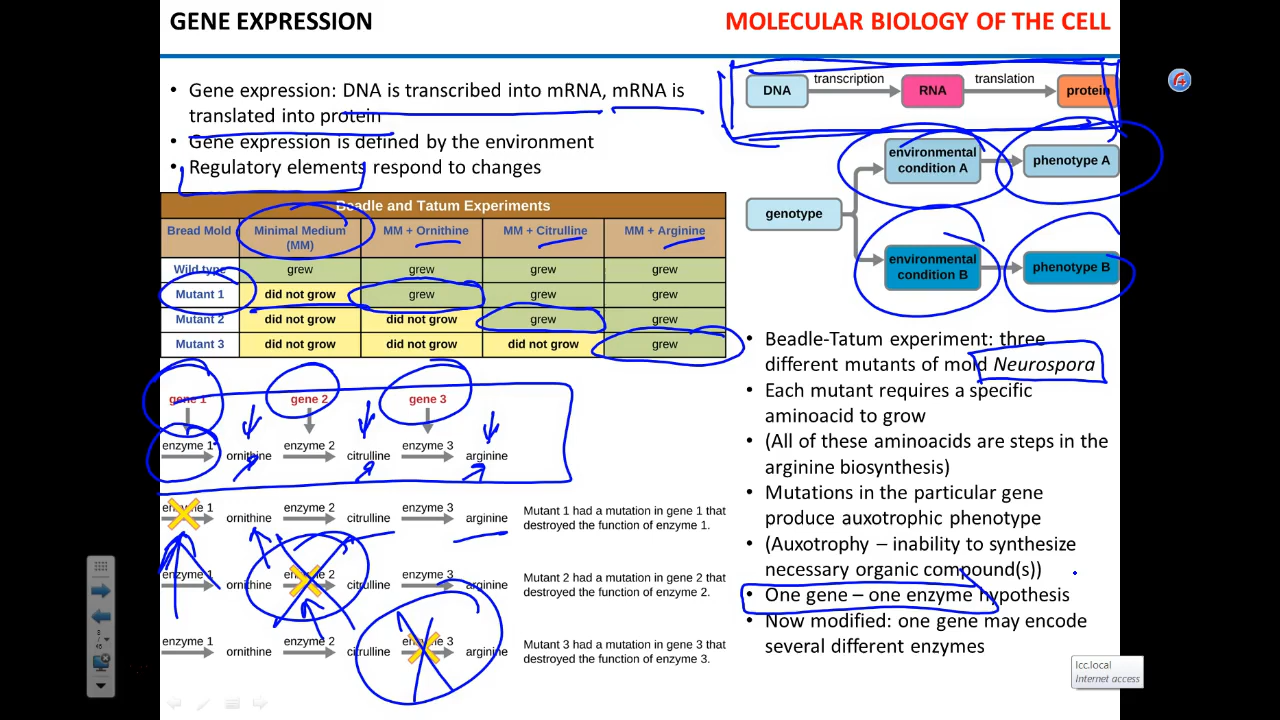 GENE EXPRESSION
MOLECULAR BIOLOGY OF THE CELL
• Gene expression: DNA is transcribed into mRNA, mRNA is
translated into protein
• Gene expression is defined by the environment
• Regulatory elements respond to changes
DNA
transcription
RNA
translation
protein
genotype
environmental
condition A
phenotype A
environmental
condition B
phenotype B
Beadle and Tatum Experiments
Bread Mold Minimal Medium (MM) MM + Ornithine MM + Citrulline MM + Arginine
Wild type grew grew grew grew
Mutant 1 did not grow grew grew grew
Mutant 2 did not grow did not grow grew grew
Mutant 3 did not grow did not grow did not grow grew
gene 1 gene 2 gene 3
enzyme 1 ornithine enzyme 2 citrulline enzyme 3 arginine
enzyme 1 ornithine enzyme 2 citrulline enzyme 3 arginine
Mutant 1 had a mutation in gene 1 that
destroyed the function of enzyme 1.
enzyme 1 ornithine enzyme 2 citrulline enzyme 3 arginine
Mutant 2 had a mutation in gene 2 that
destroyed the function of enzyme 2.
enzyme 1 ornithine enzyme 2 citrulline enzyme 3 arginine
Mutant 3 had a mutation in gene 3 that
destroyed the function of enzyme 3.
• Beadle-Tatum experiment: three
different mutants of mold Neurospora
• Each mutant requires a specific
aminoacid to grow
• (All of these aminoacids are steps in the
arginine biosynthesis)
• Mutations in the particular gene
produce auxotrophic phenotype
• (Auxotrophy – inability to synthesize
necessary organic compound(s))
• One gene – one enzyme hypothesis
• Now modified: one gene may encode
several different enzymes
lcc.local
Internet access